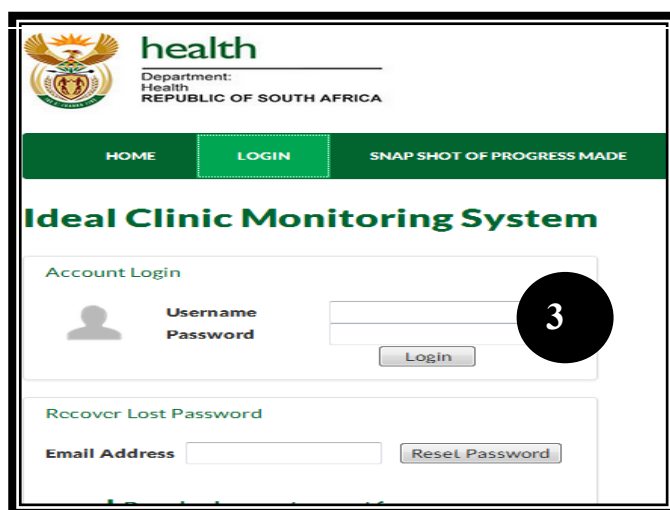 health
Department:
Health
REPUBLIC OF SOUTH AFRICA
HOME LOGIN SNAP SHOT OF PROGRESS MADE
Ideal Clinic Monitoring System
Account Login
Username
3
Password
Login
Recover Lost Password
Email Address Reset Password